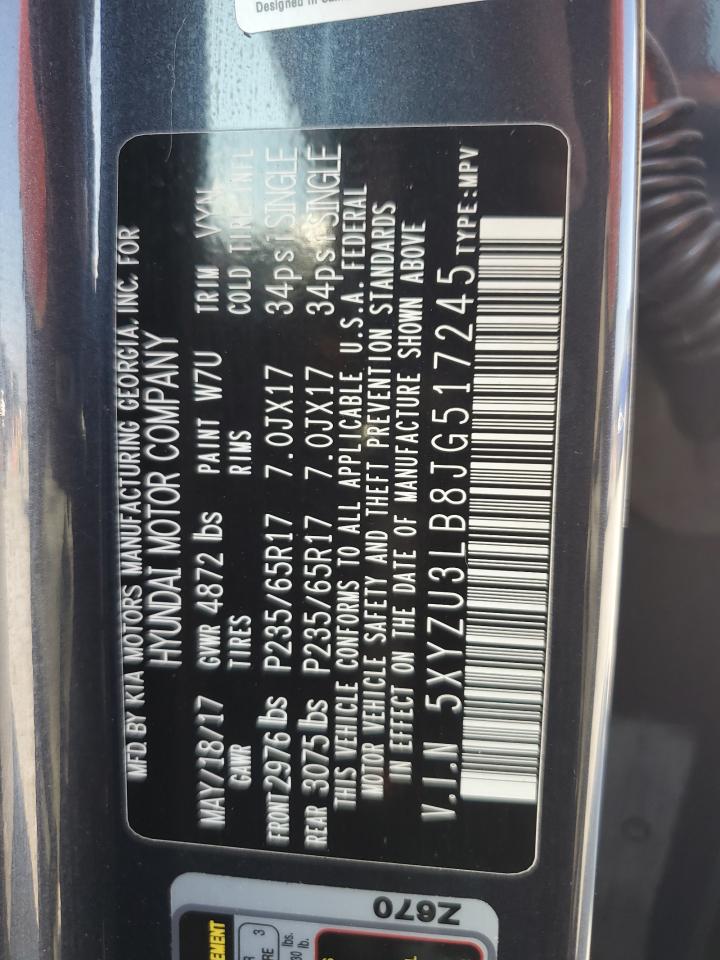 Designed in
MFD. BY KIA MOTORS MANUFACTURING GEORGIA, INC. FOR
HYUNDAI MOTOR COMPANY
MAY/18/17 GVWR 4872 lbs PAINT W7U TRIM VYN
GAWR TIRES RIMS COLD TIRE INFL
FRONT 2976 lbs P235/65R17 7.0JX17 34psi SINGLE
REAR 3075 lbs P235/65R17 7.0JX17 34psi SINGLE
THIS VEHICLE CONFORMS TO ALL APPLICABLE U.S.A. FEDERAL
MOTOR VEHICLE SAFETY AND THEFT PREVENTION STANDARDS
IN EFFECT ON THE DATE OF MANUFACTURE SHOWN ABOVE
V.I.N 5XYZU3LB8JG517245 TYPE:MPV
Z670
3
lbs.